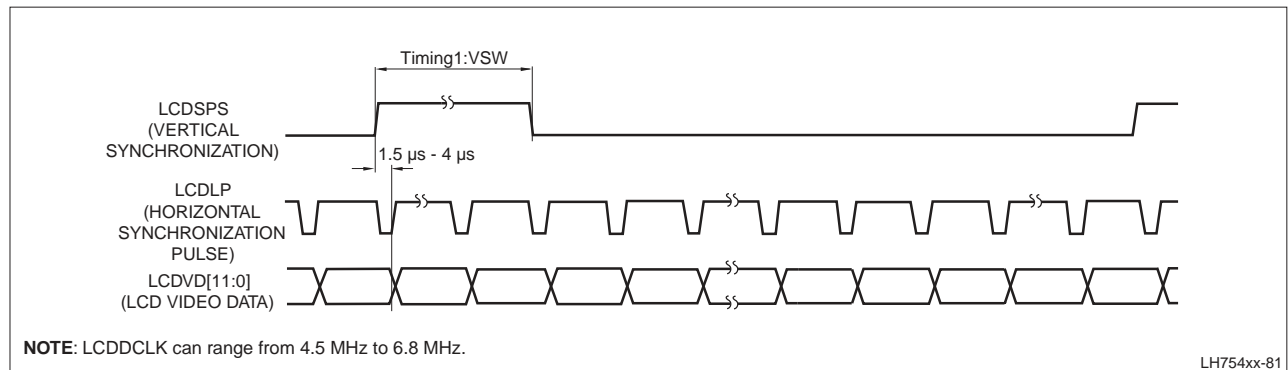 Timing1:VSW
LCDSPS
(VERTICAL
SYNCHRONIZATION)
1.5 µs - 4 µs
LCDLP
(HORIZONTAL
SYNCHRONIZATION
PULSE)
LCDVD[11:0]
(LCD VIDEO DATA)
NOTE: LCDDCLK can range from 4.5 MHz to 6.8 MHz.
LH754xx-81